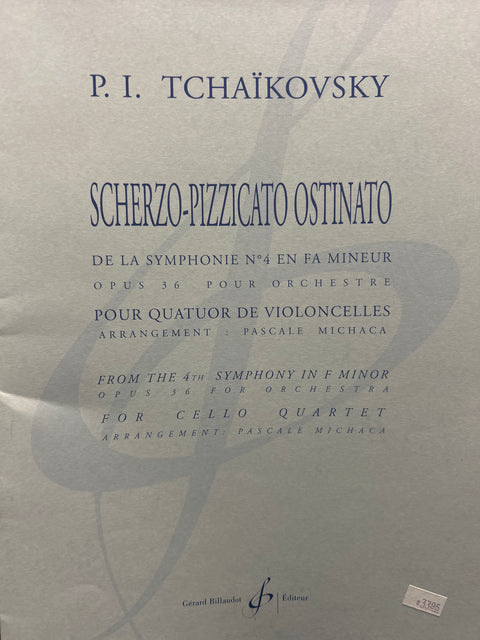 P. I. TCHAÏKOVSKY
SCHERZO-PIZZICATO OSTINATO
DE LA SYMPHONIE N°4 EN FA MINEUR
OPUS 36 POUR ORCHESTRE
POUR QUATUOR DE VIOLONCELLES
ARRANGEMENT : PASCALE MICHACA
FROM THE 4TH SYMPHONY IN F MINOR
OPUS 36 FOR ORCHESTRA
FOR CELLO QUARTET
ARRANGEMENT: PASCALE MICHACA
Gérard Billaudot Éditeur